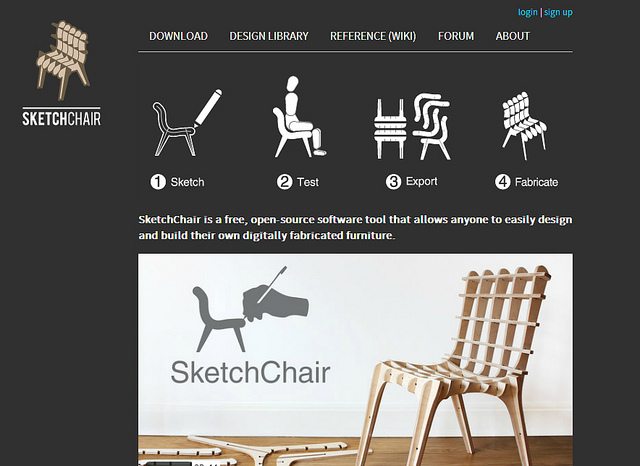 login | sign up
DOWNLOAD DESIGN LIBRARY REFERENCE (WIKI) FORUM ABOUT
SKETCHCHAIR
1 Sketch 2 Test 3 Export 4 Fabricate
SketchChair is a free, open-source software tool that allows anyone to easily design
and build their own digitally fabricated furniture.
SketchChair